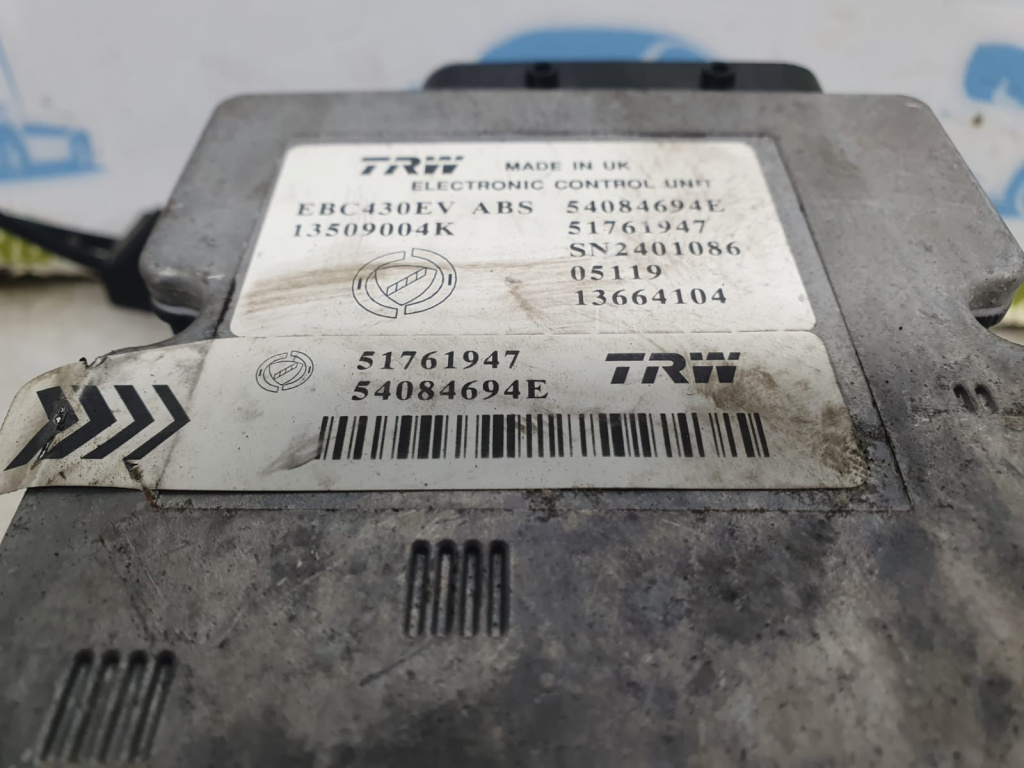 TRW MADE IN UK
ELECTRONIC CONTROL UNIT
EBC430EV ABS 54084694E
13509004K 51761947
SN2401086
05119
13664104
51761947 TRW
54084694E